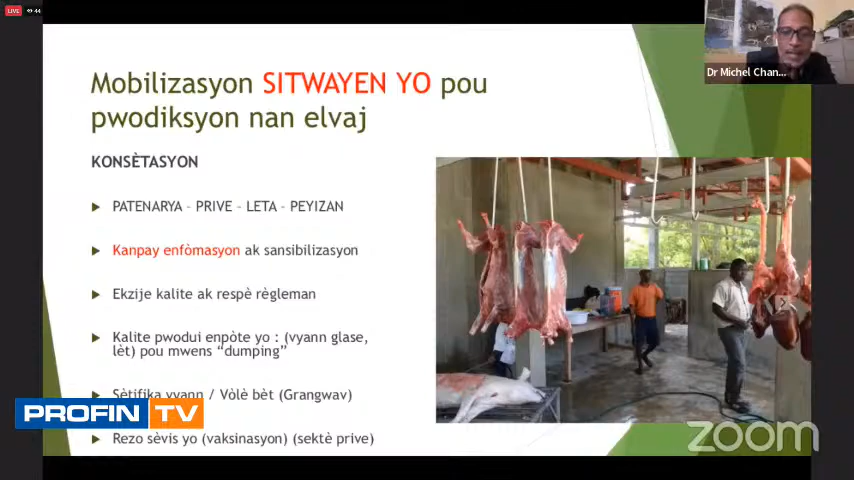 LIVE
44
Mobilizasyon SITWAYEN YO pou
pwodiksyon nan elvaj
KONSÈTASYON
PATENARYA - PRIVE - LETA - PEYIZAN
Kanpay enfòmasyon ak sansibilizasyon
Ekzije kalite ak respè règleman
Kalite pwodui enpòte yo : (vyann glase,
lèt) pou mwens “dumping”
Sètifika vyann / Vòlè bèt (Grangwav)
Rezo sèvis yo (vaksinasyon) (sektè prive)
Dr Michel Chan...
PROFIN TV
zoom